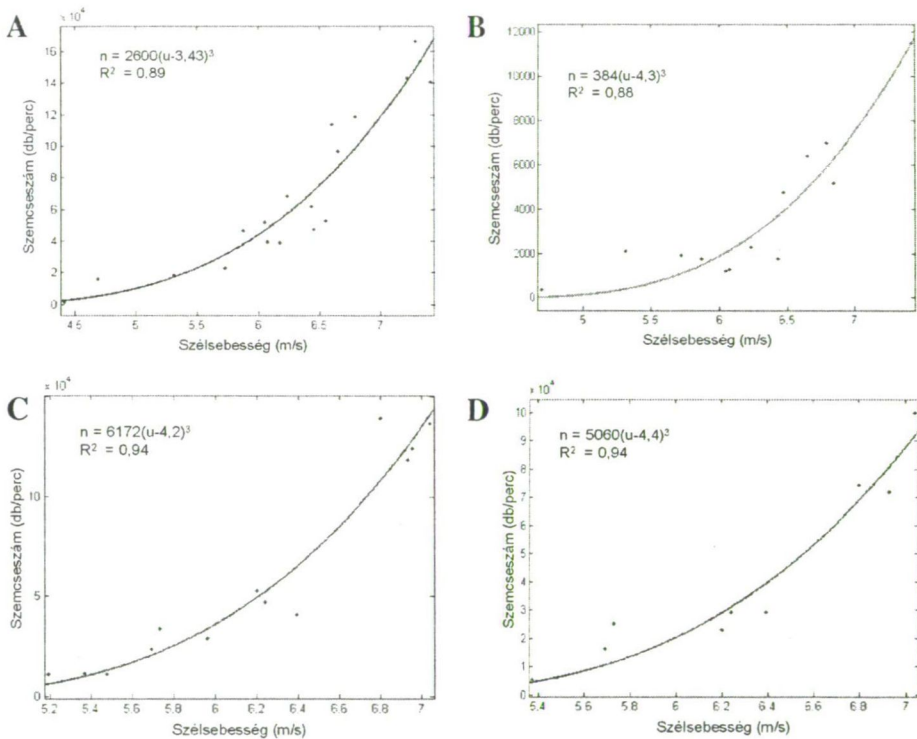 A
x 10⁴
n = 2600(u-3,43)³
R² = 0,89
Szemcseszám (db/perc)
16
14
12
10
8
6
4
2
0
4.5 5 5.5 6 6.5 7
Szélsebesség (m/s)
B
n = 384(u-4,3)³
R² = 0,88
Szemcseszám (db/perc)
12000
10000
8000
6000
4000
2000
0
5 5.5 6 6.5 7
Szélsebesség (m/s)
C
x 10⁴
n = 6172(u-4,2)³
R² = 0,94
Szemcseszám (db/perc)
10
5
0
5.2 5.4 5.6 5.8 6 6.2 6.4 6.6 6.8 7
Szélsebesség (m/s)
D
x 10⁴
n = 5060(u-4,4)³
R² = 0,94
Szemcseszám (db/perc)
10
9
8
7
6
5
4
3
2
1
0
5.4 5.6 5.8 6 6.2 6.4 6.6 6.8 7
Szélsebesség (m/s)